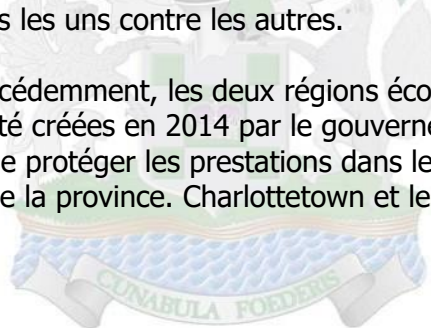 s les uns contre les autres.
cédemment, les deux régions éco
té créées en 2014 par le gouverne
e protéger les prestations dans le
e la province. Charlottetown et le
CUNABULA FOEDERIS